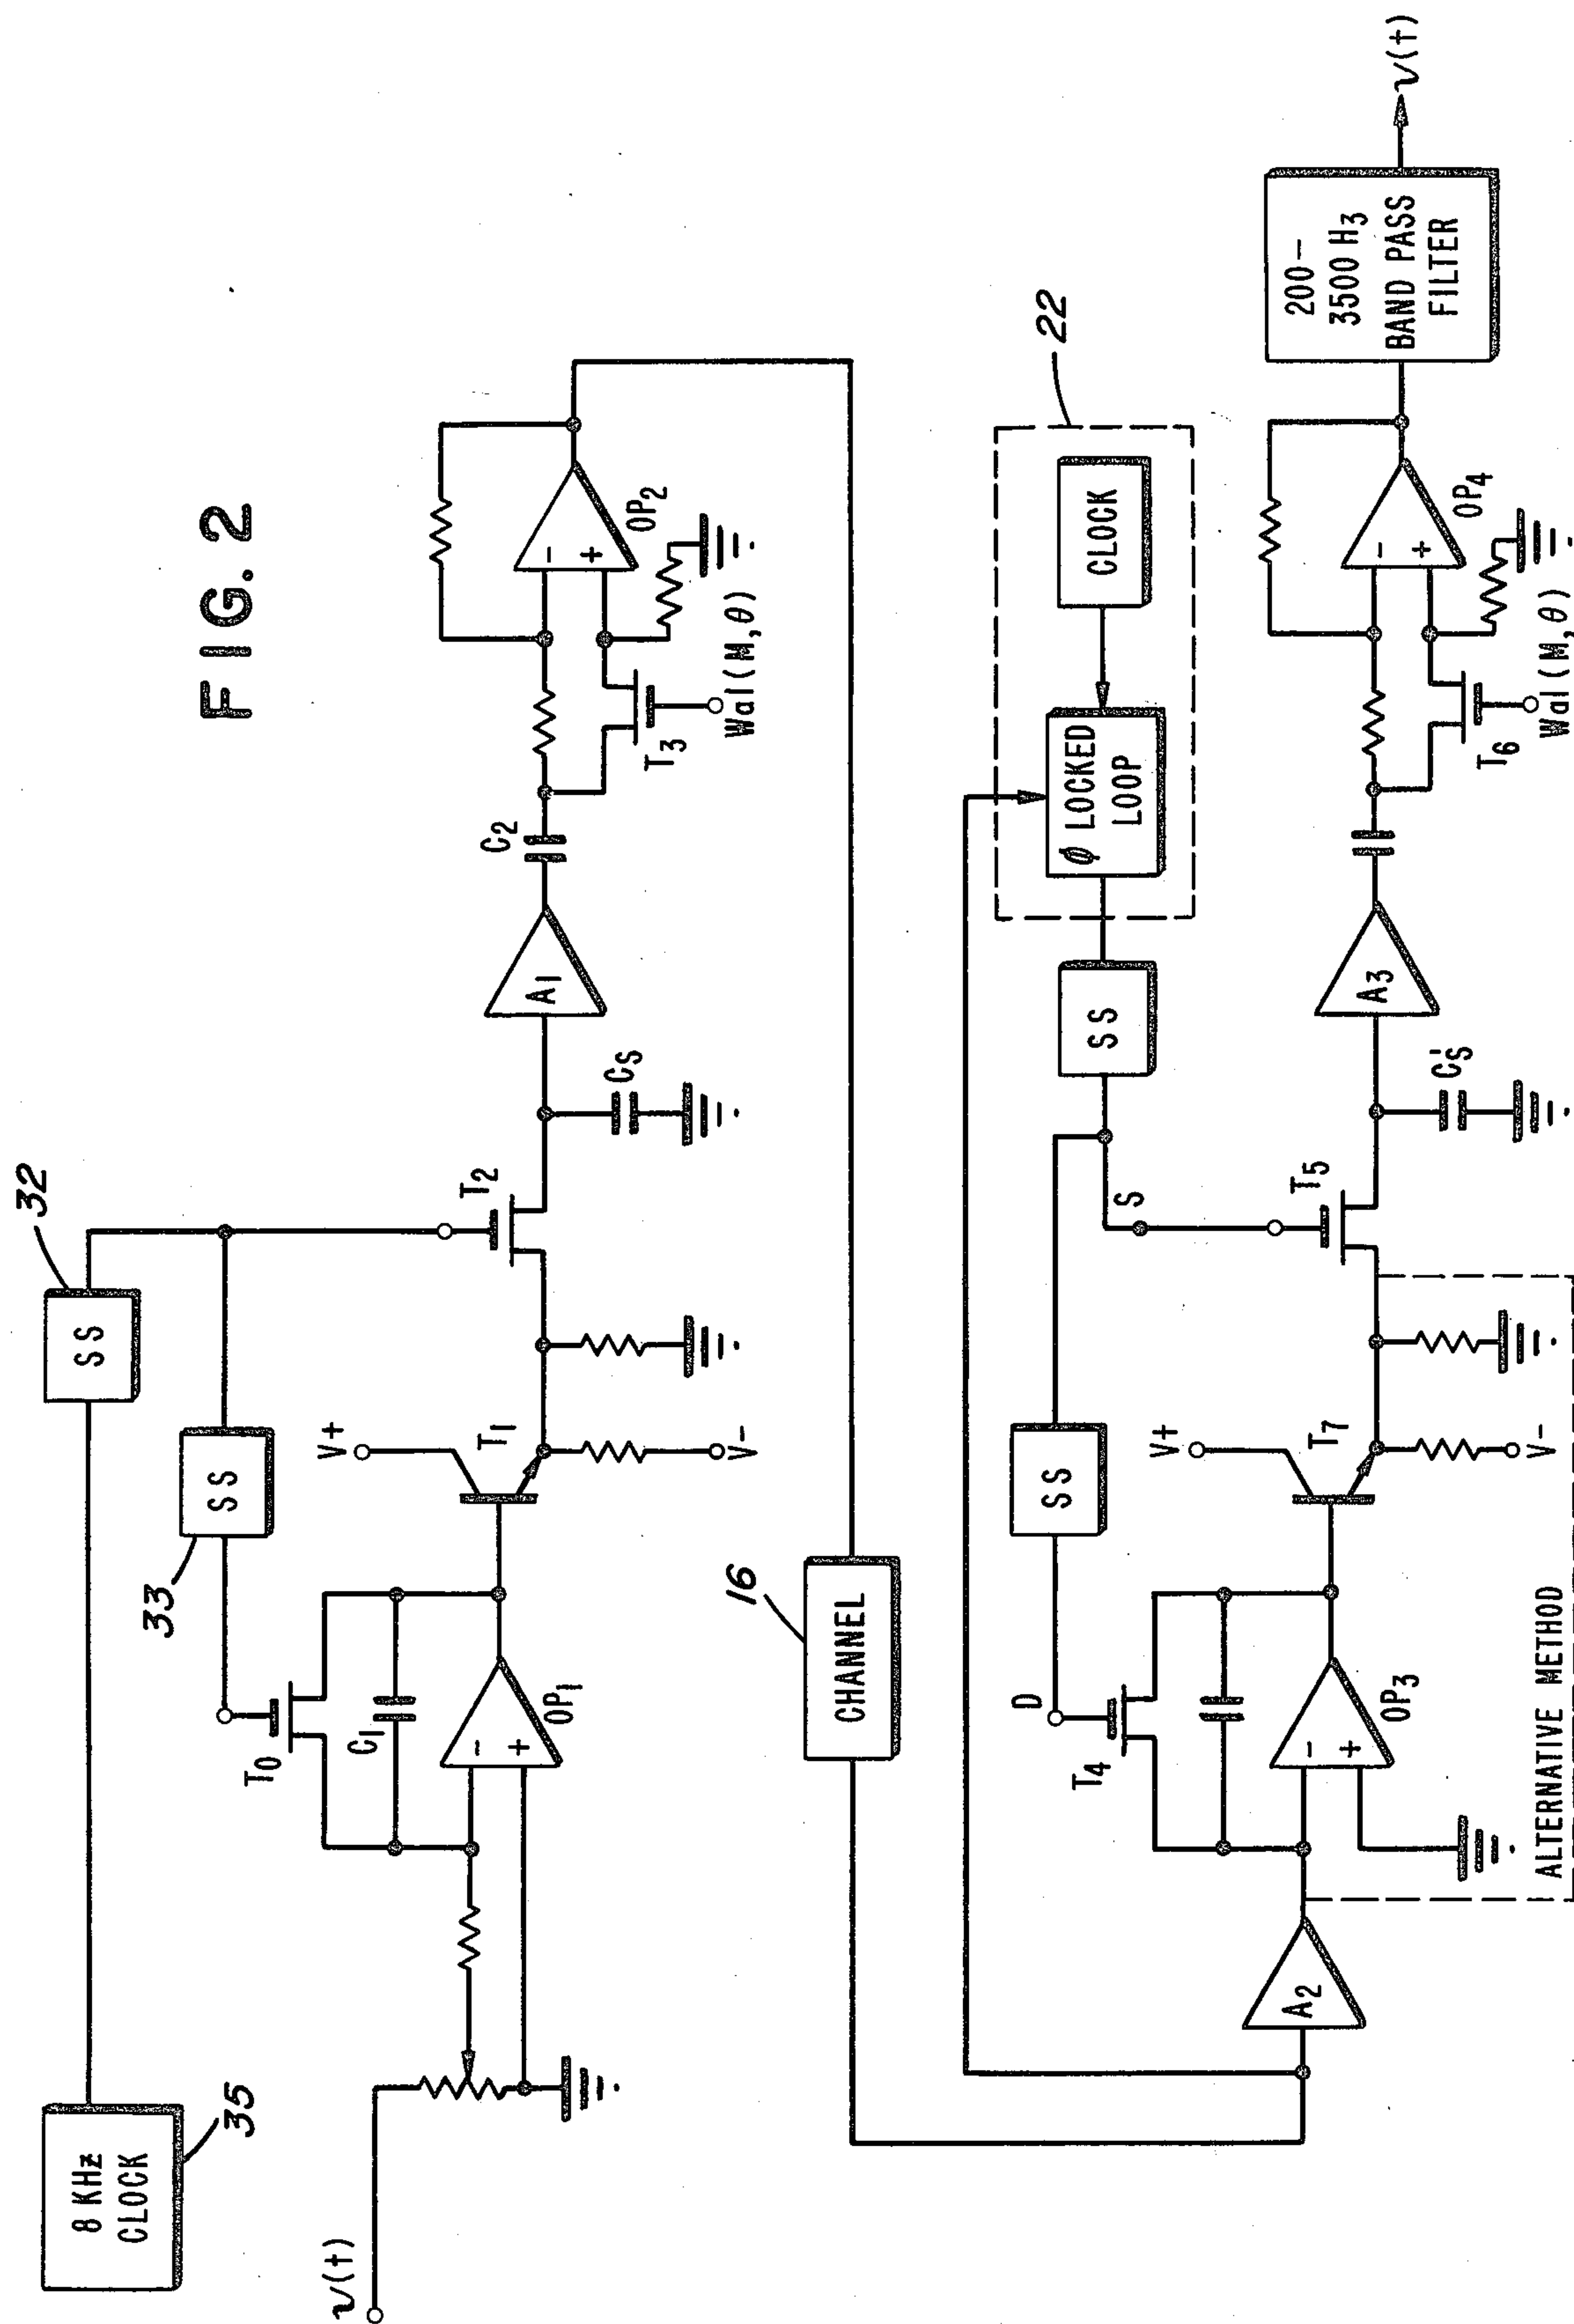 FIG. 2
8 KHz
CLOCK
35
SS
32
SS
33
v(t)
T0
C1
-
+
OP1
V+
T1
V-
T2
CS
A1
C2
T3
Wal(M,θ)
-
+
OP2
CHANNEL
16
A2
D
T4
-
+
OP3
SS
V+
T7
V-
ALTERNATIVE METHOD
S
SS
T5
C'S
A3
φ LOCKED
LOOP
CLOCK
22
T6
Wal(M,θ)
-
+
OP4
200-
3500 H3
BAND PASS
FILTER
v(t)